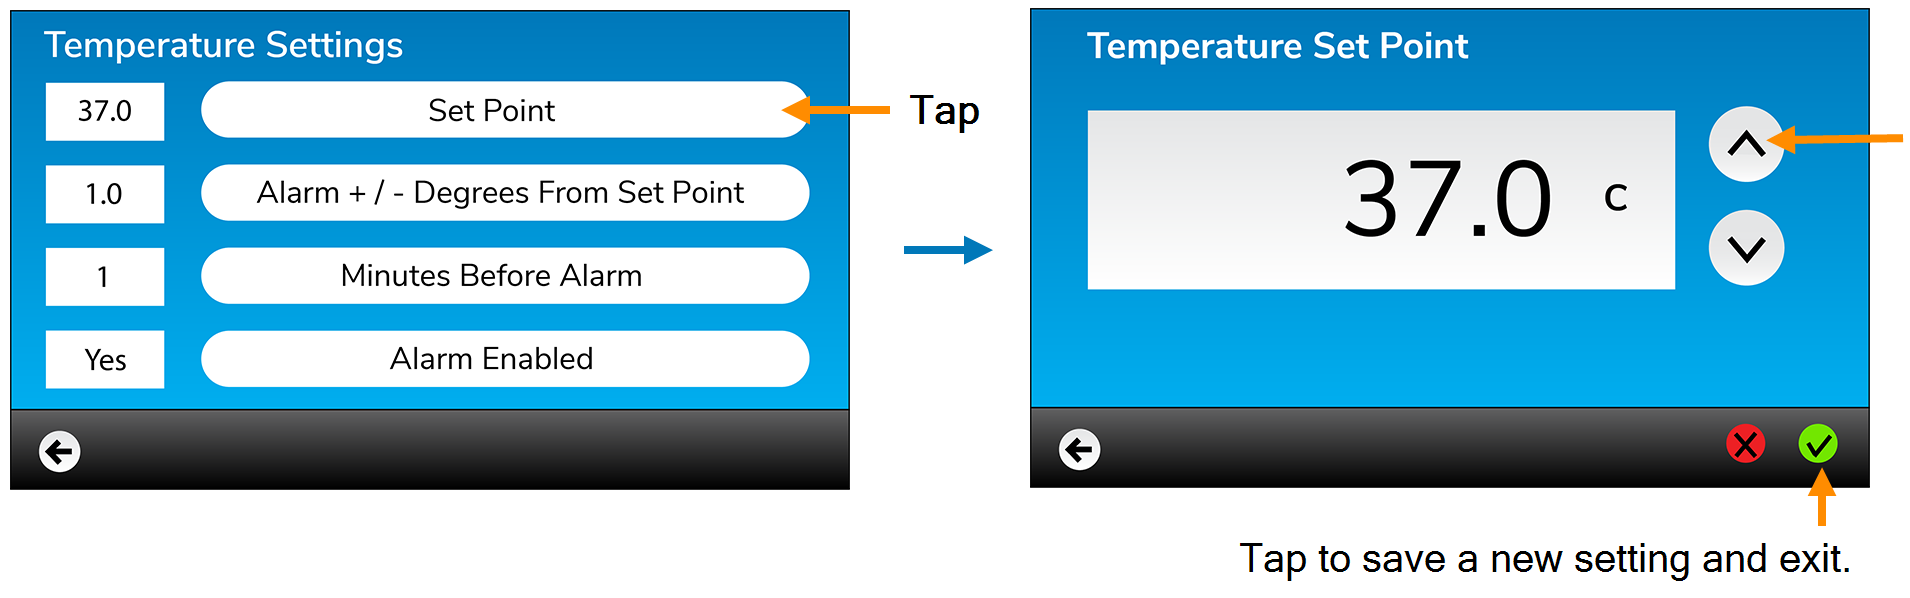 Temperature Settings
37.0
Set Point
1.0
Alarm + / - Degrees From Set Point
1
Minutes Before Alarm
Yes
Alarm Enabled
Tap
Temperature Set Point
37.0 c
Tap to save a new setting and exit.